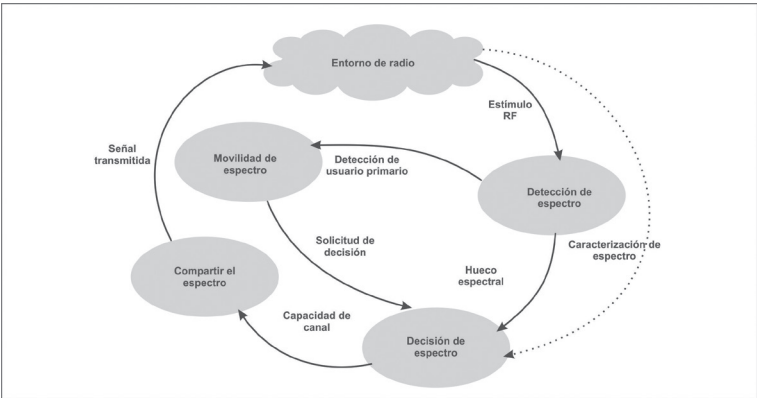 Entorno de radio
Estimulo
RF
Señal
transmitida
Movilidad de
espectro
Detección de
usuario primario
Detección de
espectro
Solicitud de
decisión
Caracterización de
espectro
Compartir el
espectro
Hueco
espectral
Capacidad de
canal
Decisión de
espectro